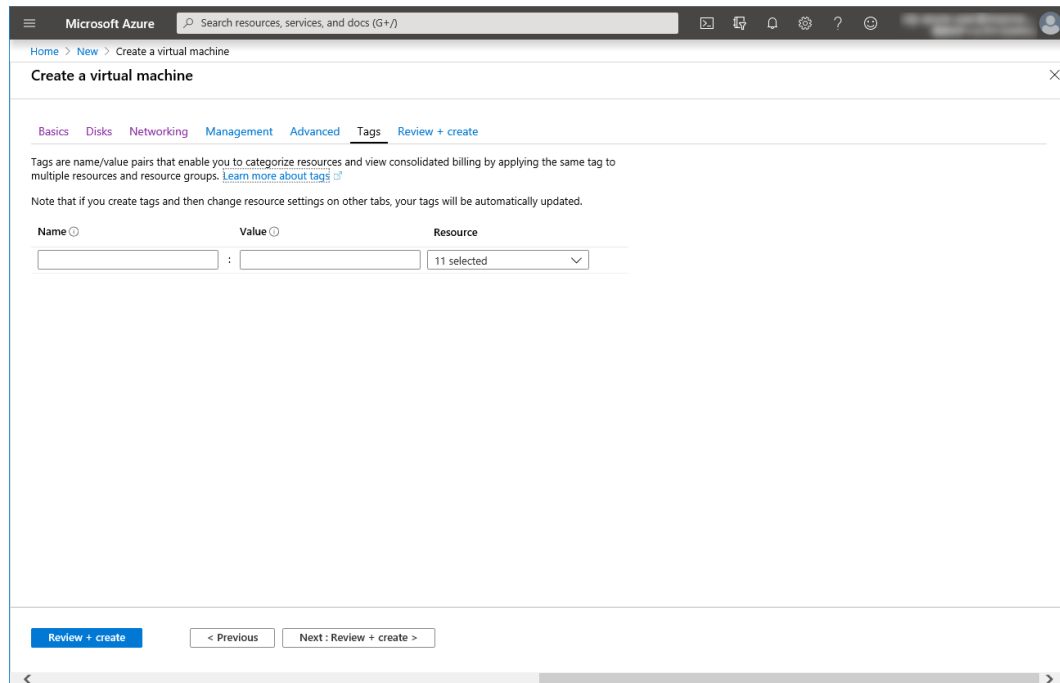 Microsoft Azure Search resources, services, and docs (G+/)
Home > New > Create a virtual machine
Create a virtual machine
Basics Disks Networking Management Advanced Tags Review + create
Tags are name/value pairs that enable you to categorize resources and view consolidated billing by applying the same tag to
multiple resources and resource groups. Learn more about tags
Note that if you create tags and then change resource settings on other tabs, your tags will be automatically updated.
Name Value Resource
: 11 selected
Review + create < Previous Next : Review + create >